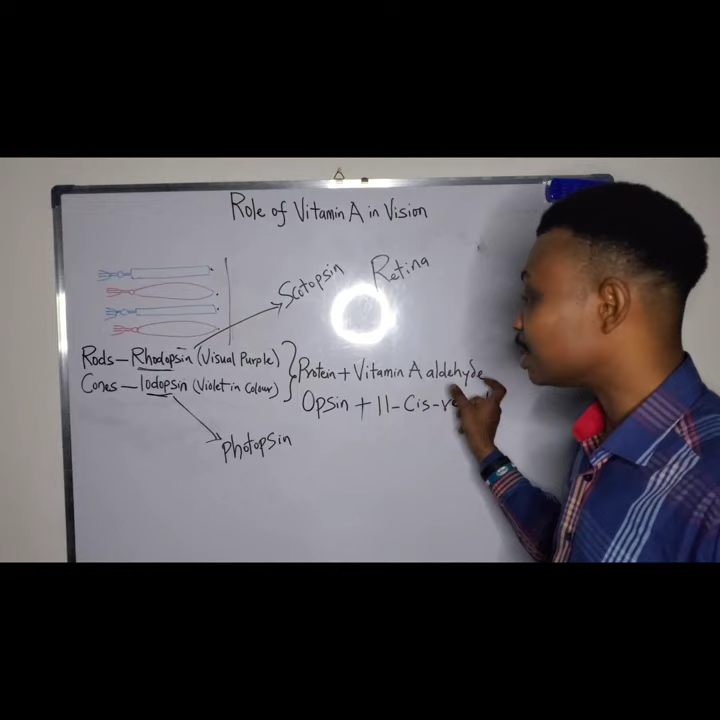 Role of Vitamin A in Vision
Scotopsin
Retina
Rods – Rhodopsin (Visual Purple)
Cones – Iodopsin (Violet in Colour)
Protein + Vitamin A aldehyde
Opsin + 11-Cis-
Photopsin